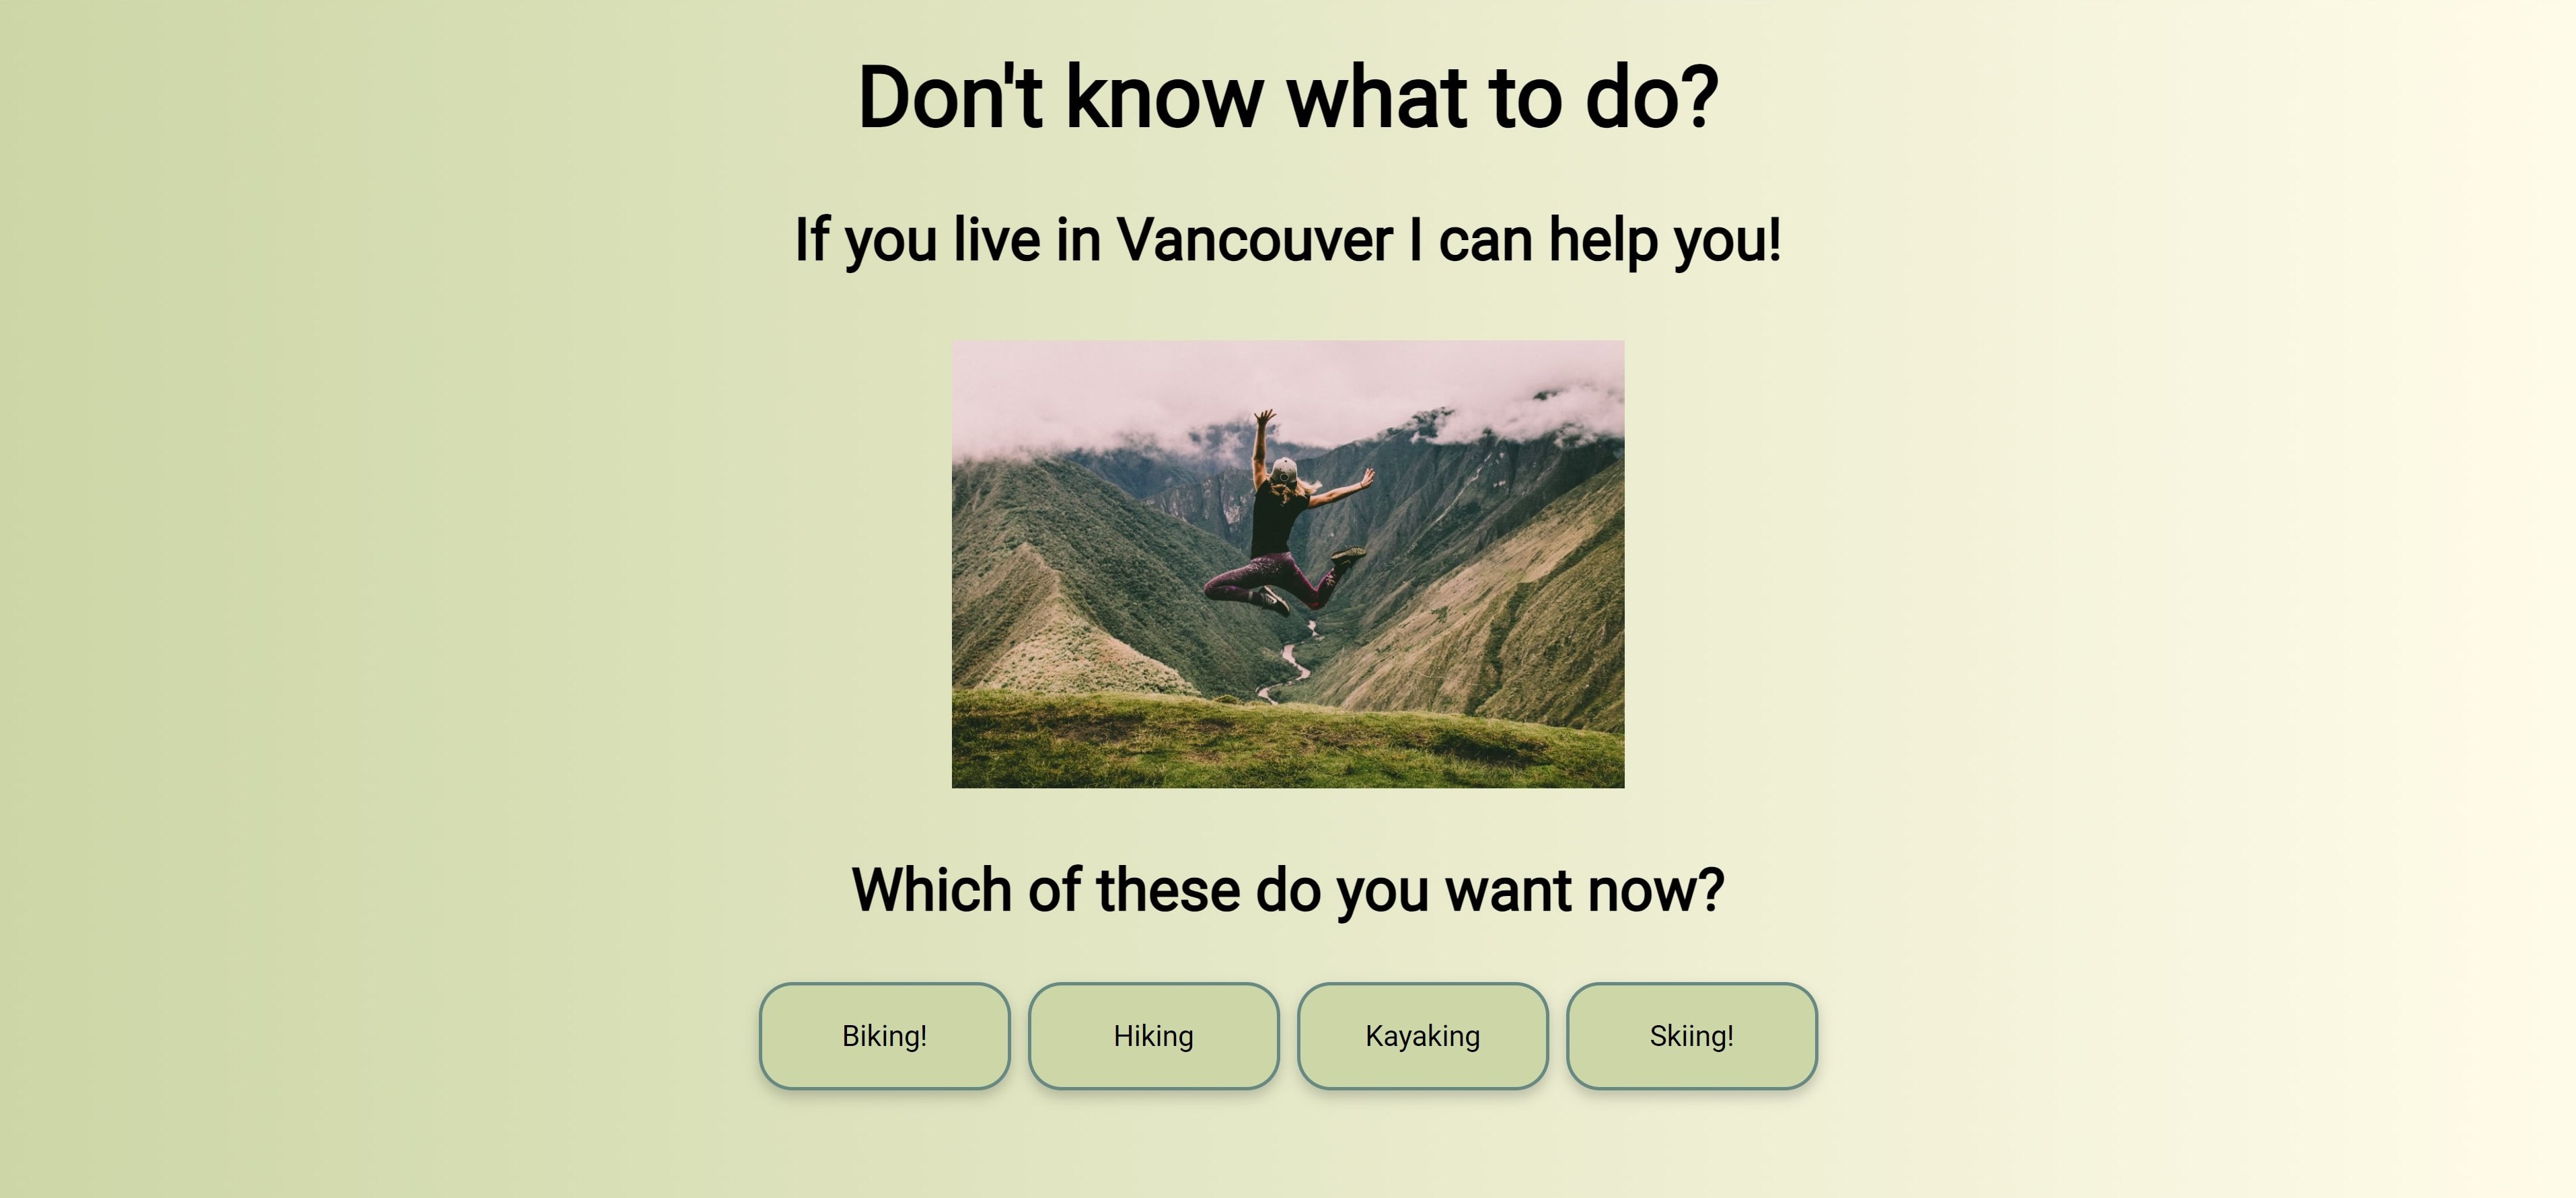 Don't know what to do?
If you live in Vancouver I can help you!
Which of these do you want now?
Biking!
Hiking
Kayaking
Skiing!